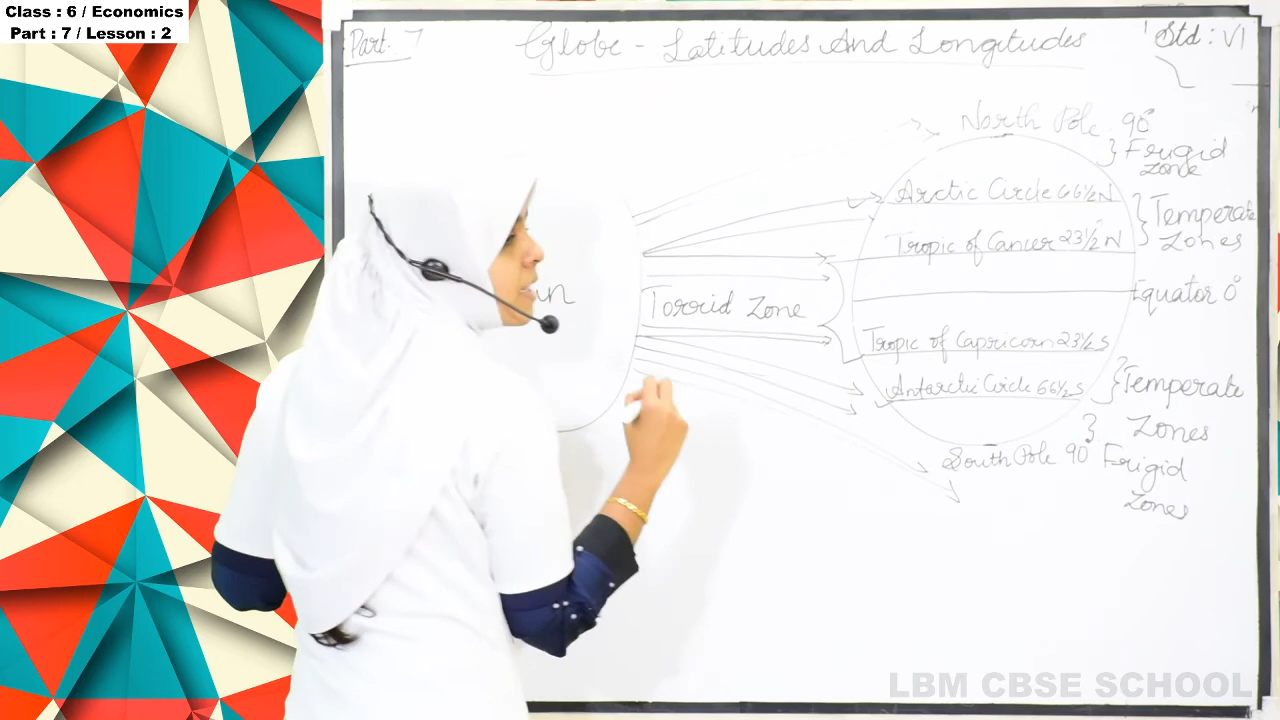 Class : 6 / Economics
Part : 7 / Lesson : 2
Part. 7
Globe - Latitudes And Longitudes
Std : VI
North Pole 90°
Frigid
zone
Arctic Circle 66½N
Temperate
Zones
Tropic of Cancer 23½°N
Torrid Zone
Equator 0°
Tropic of Capricorn 23½S
Antarctic Circle 66½S
Temperate
Zones
South Pole 90°
Frigid
Zones
LBM CBSE SCHOOL